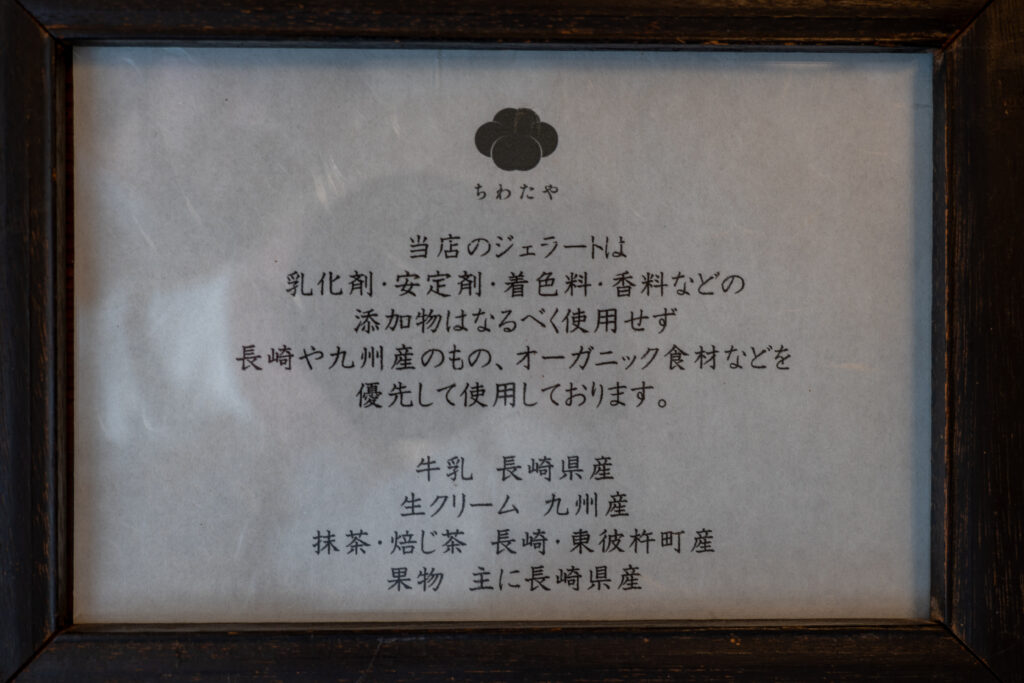 ちわたや
当店のジェラートは
乳化剤・安定剤・着色料・香料などの
添加物はなるべく使用せず
長崎や九州産のもの、オーガニック食材などを
優先して使用しております。
牛乳 長崎県産
生クリーム 九州産
抹茶・焙じ茶 長崎・東彼杵町産
果物 主に長崎県産